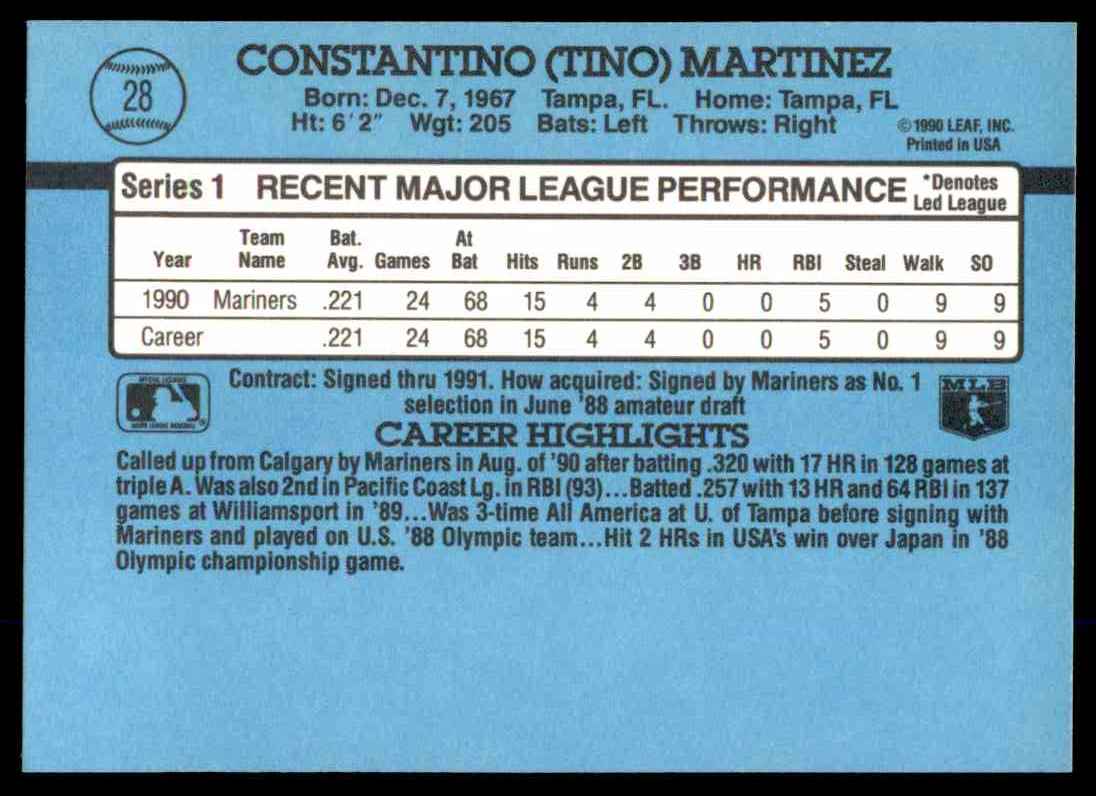 28
CONSTANTINO (TINO) MARTINEZ
Born: Dec. 7, 1967 Tampa, FL. Home: Tampa, FL
Ht: 6'2" Wgt: 205 Bats: Left Throws: Right
© 1990 LEAF, INC.
Printed in USA
Series 1 RECENT MAJOR LEAGUE PERFORMANCE *Denotes Led League
Year Team Name Bat. Avg. Games At Bat Hits Runs 2B 3B HR RBI Steal Walk SO
1990 Mariners .221 24 68 15 4 4 0 0 5 0 9 9
Career .221 24 68 15 4 4 0 0 5 0 9 9
Contract: Signed thru 1991. How acquired: Signed by Mariners as No. 1
selection in June '88 amateur draft
MLB
CAREER HIGHLIGHTS
Called up from Calgary by Mariners in Aug. of '90 after batting .320 with 17 HR in 128 games at
triple A. Was also 2nd in Pacific Coast Lg. in RBI (93)...Batted .257 with 13 HR and 64 RBI in 137
games at Williamsport in '89...Was 3-time All America at U. of Tampa before signing with
Mariners and played on U.S. '88 Olympic team...Hit 2 HRs in USA's win over Japan in '88
Olympic championship game.